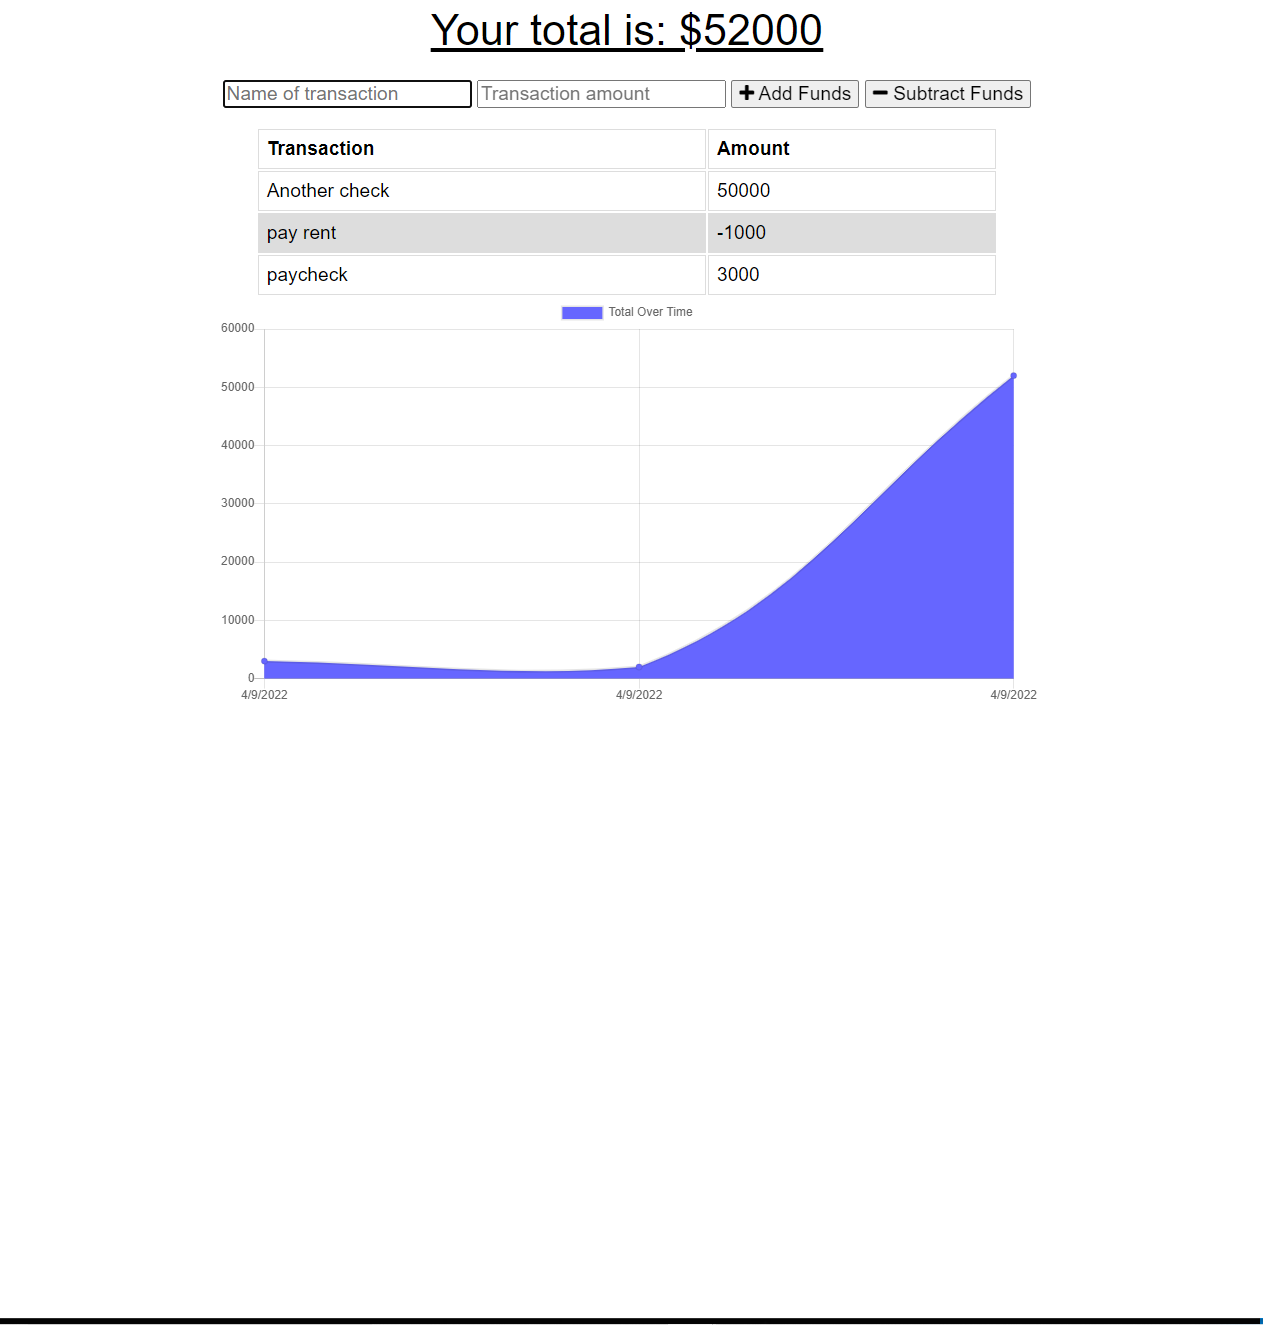 Your total is: $52000
Name of transaction Transaction amount Add Funds Subtract Funds
Transaction Amount
Another check 50000
pay rent -1000
paycheck 3000
Total Over Time
60000
50000
40000
30000
20000
10000
0
4/9/2022 4/9/2022 4/9/2022